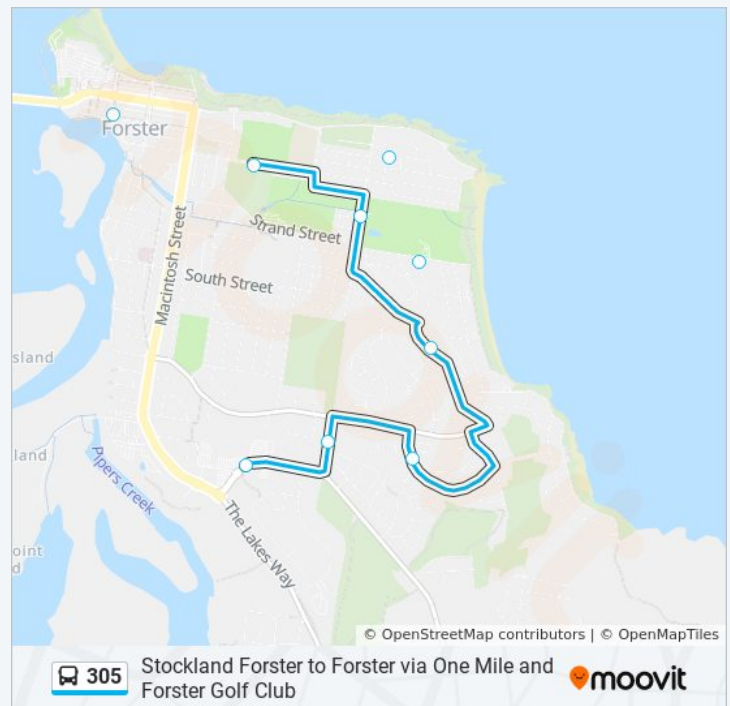 Forster
Strand Street
Macintosh Street
South Street
sland
land
Pipers Creek
The Lakes Way
oint
d
© OpenStreetMap contributors | © OpenMapTiles
305
Stockland Forster to Forster via One Mile and
Forster Golf Club
moovit